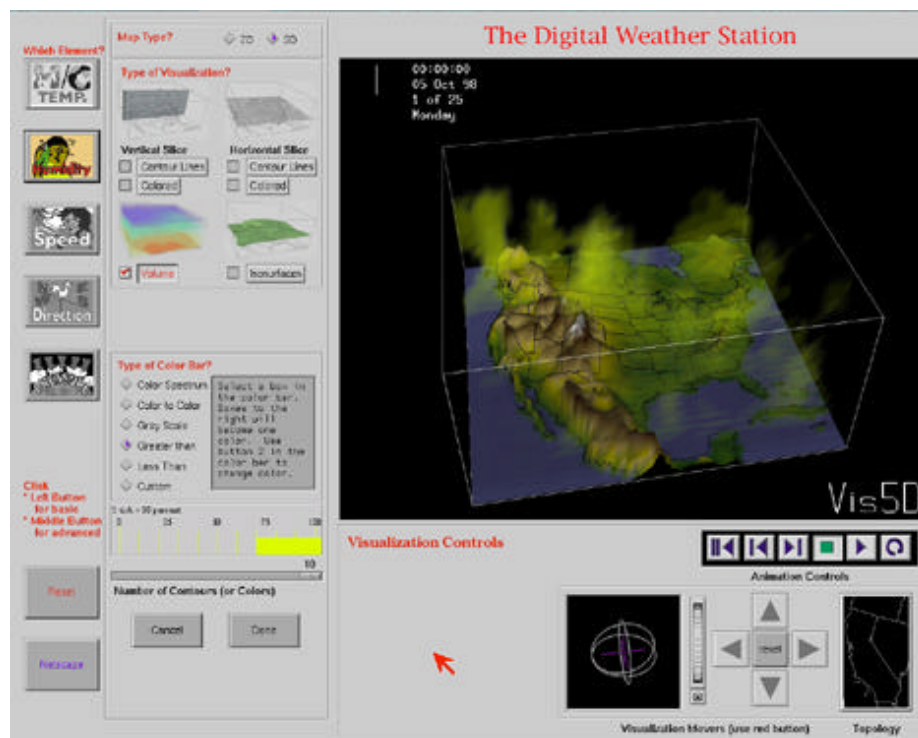 The Digital Weather Station
Map Type?
2D
3D
Which Element?
M/C
TEMP.
Humidity
Speed
Direction
Type of Visualization?
Vertical Slice
Horizontal Slice
Contour Lines
Contour Lines
Colored
Colored
Volume
Isosurfaces
Type of Color Bar?
Color Spectrum
Color to Color
Gray Scale
Greater than
Less Than
Custom
Select a box in
the color bar.
Boxes to the
right will
become one
color. Use
button 2 in the
color bar to
change color.
Click
* Left Button
for basic
* Middle Button
for advanced
0 25 50 75 100
10
Number of Contours (or Colors)
Cancel
Done
Reset
Netscape
00:00:00
05 Oct 98
1 of 25
Monday
Vis5D
Visualization Controls
Animation Controls
reset
Visualization Movers (use red button)
Topology